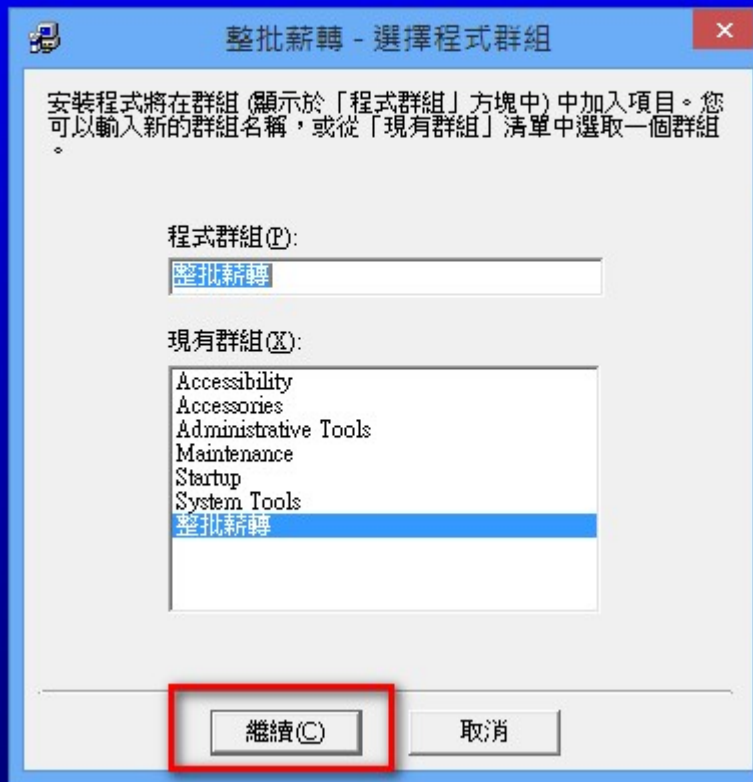 整批薪轉 - 選擇程式群組
安裝程式將在群組 (顯示於「程式群組」方塊中) 中加入項目。您
可以輸入新的群組名稱，或從「現有群組」清單中選取一個群組
。
程式群組(P):
整批薪轉
現有群組(X):
Accessibility
Accessories
Administrative Tools
Maintenance
Startup
System Tools
整批薪轉
繼續(C)
取消